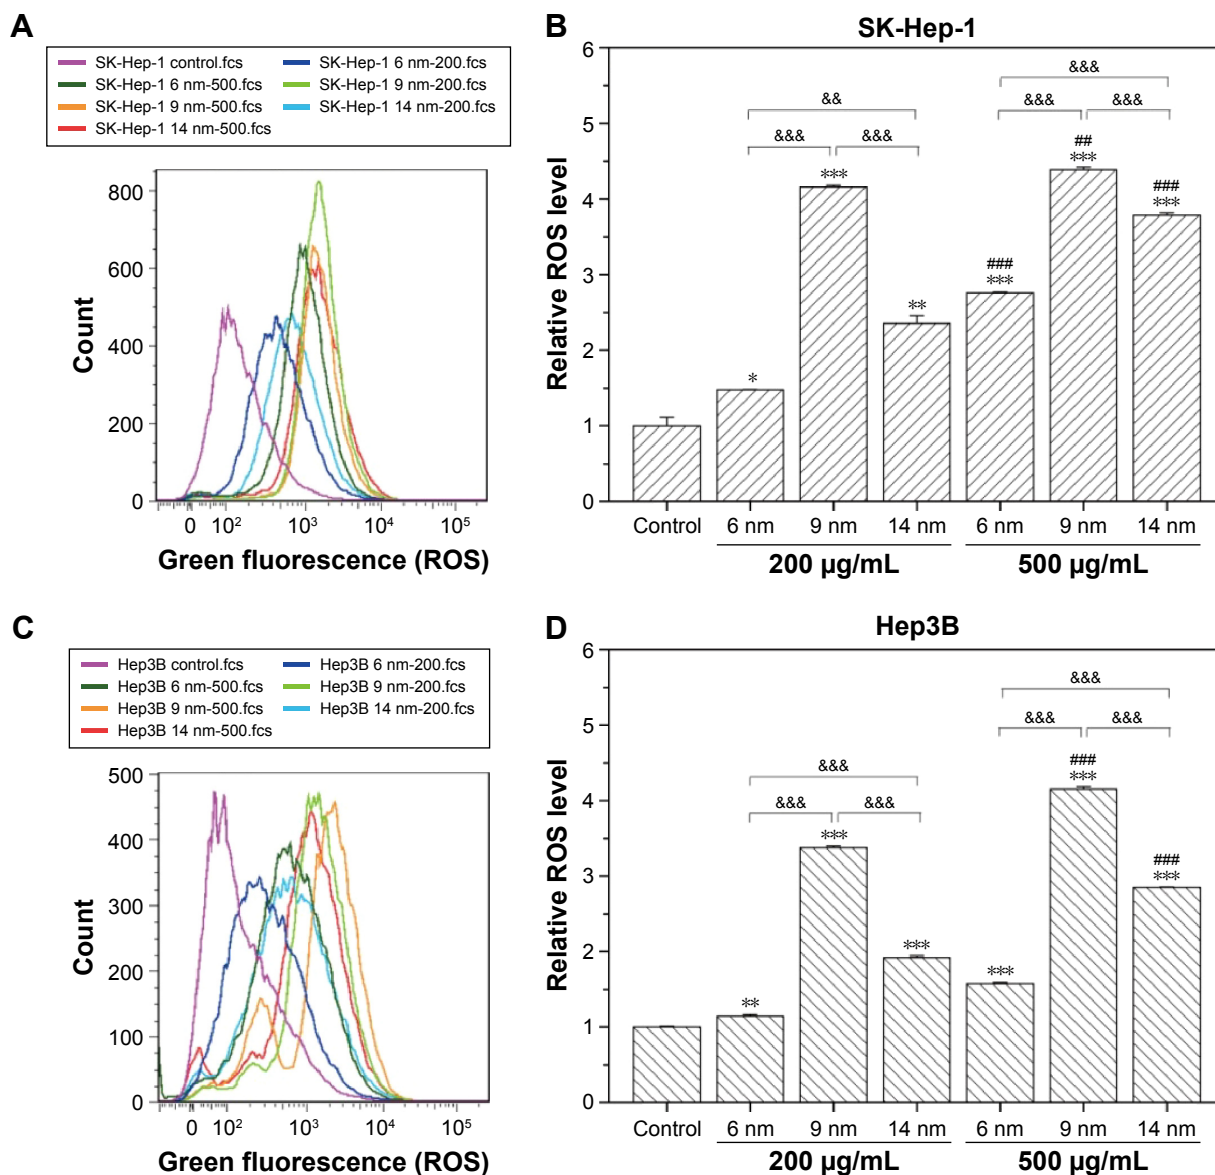 A
SK-Hep-1 control.fcs
SK-Hep-1 6 nm-500.fcs
SK-Hep-1 9 nm-500.fcs
SK-Hep-1 14 nm-500.fcs
SK-Hep-1 6 nm-200.fcs
SK-Hep-1 9 nm-200.fcs
SK-Hep-1 14 nm-200.fcs
Count
800
600
400
200
0
0 10² 10³ 10⁴ 10⁵
Green fluorescence (ROS)
B
SK-Hep-1
Relative ROS level
6
5
4
3
2
1
0
&&&
&& &&& &&&
&&& &&&
##
*** *** ###
***
###
***
**
*
Control 6 nm 9 nm 14 nm 6 nm 9 nm 14 nm
200 µg/mL 500 µg/mL
C
Hep3B control.fcs
Hep3B 6 nm-500.fcs
Hep3B 9 nm-500.fcs
Hep3B 14 nm-500.fcs
Hep3B 6 nm-200.fcs
Hep3B 9 nm-200.fcs
Hep3B 14 nm-200.fcs
Count
500
400
300
200
100
0
0 10² 10³ 10⁴ 10⁵
Green fluorescence (ROS)
D
Hep3B
Relative ROS level
6
5
4
3
2
1
0
&&&
&&& &&&
&&&
&&& &&&
###
***
***
###
***
***
***
**
Control 6 nm 9 nm 14 nm 6 nm 9 nm 14 nm
200 µg/mL 500 µg/mL